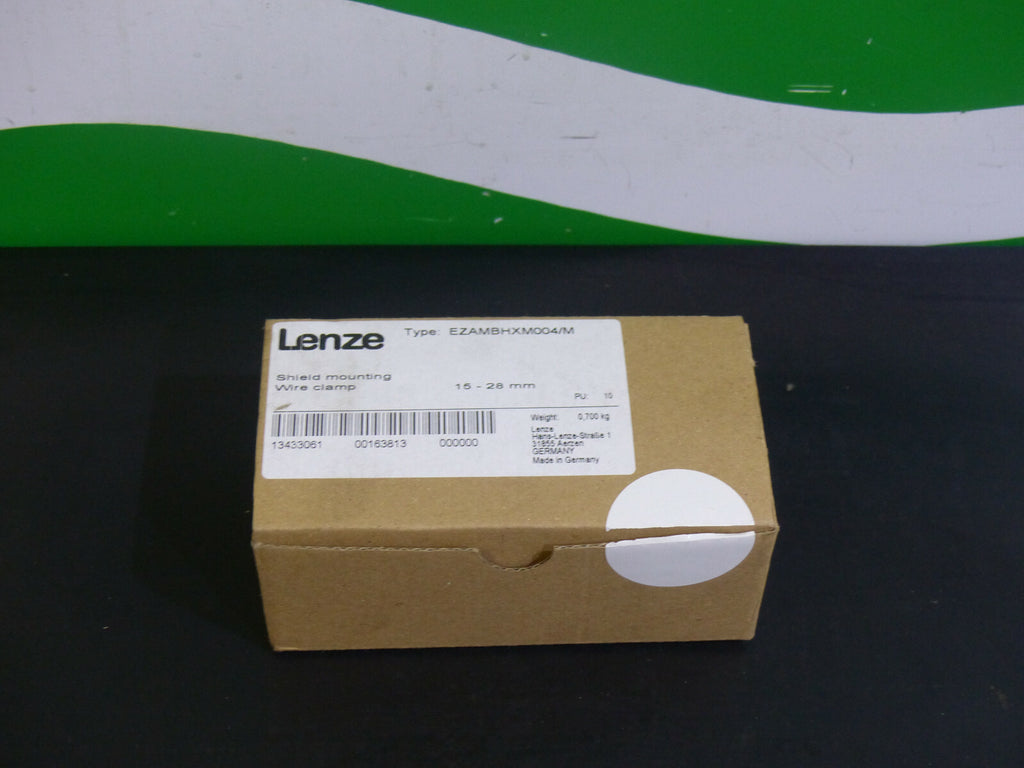 Lenze Type: EZAMBHXM004/M
Shield mounting
Wire clamp 15 - 28 mm
PU: 10
Weight: 0,700 kg
13433061 00163813 000000
Lenze
Hans-Lenze-Straße 1
31855 Aerzen
GERMANY
Made in Germany